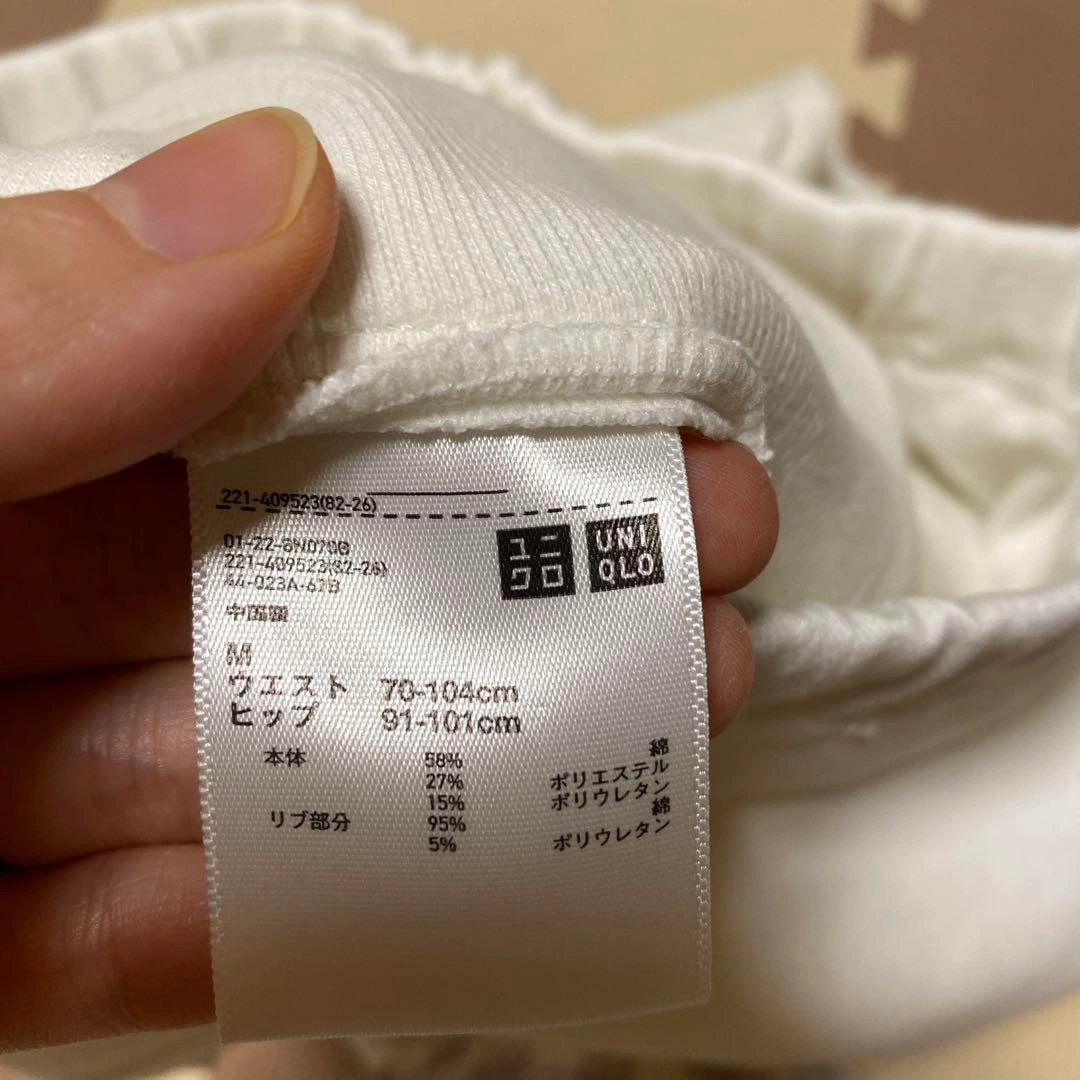 221-409523(82-26)
ユニ
クロ
UNI
QLO
221-409523(82-26)
44-023A-67B
中国製
M
ウエスト 70-104cm
ヒップ 91-101cm
本体 58% 綿
27% ポリエステル
15% ポリウレタン
リブ部分 95% 綿
5% ポリウレタン